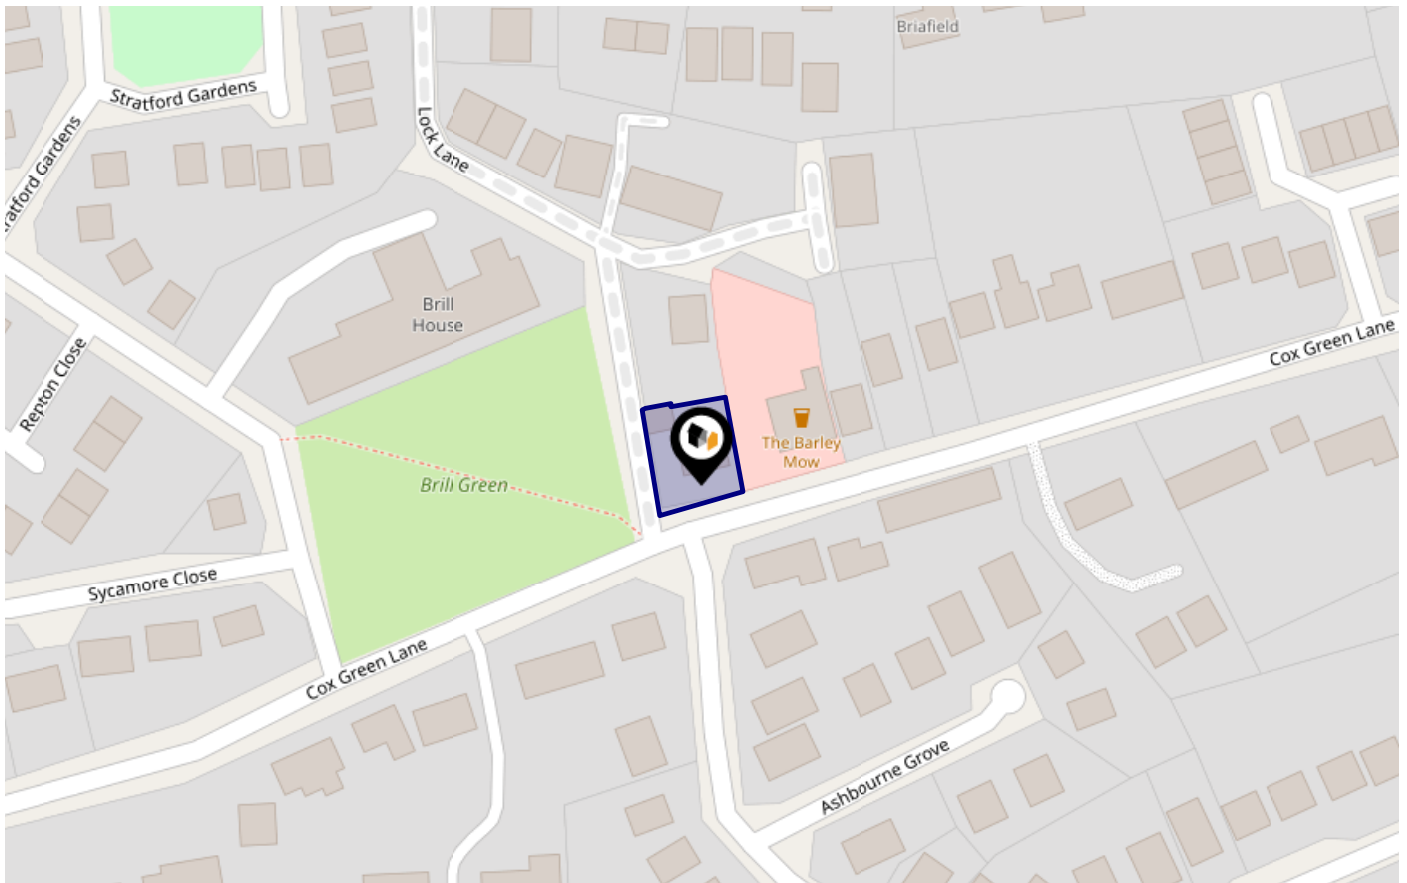 Briafield
Stratford Gardens
Stratford Gardens
Lock Lane
Brill
House
Cox Green Lane
Repton Close
The Barley
Mow
Brill Green
Sycamore Close
Cox Green Lane
Ashbourne Grove